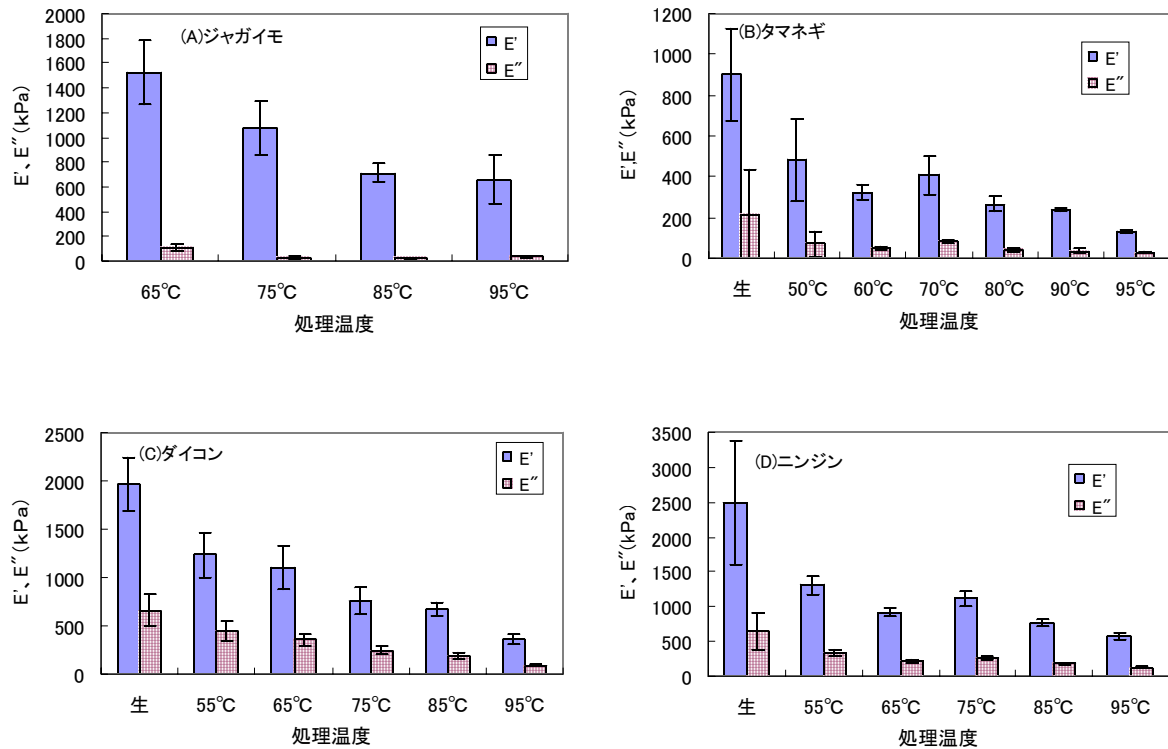 (A)ジャガイモ
E'
E″
E'、E″(kPa)
2000
1800
1600
1400
1200
1000
800
600
400
200
0
65℃ 75℃ 85℃ 95℃
処理温度
(B)タマネギ
E'
E″
E',E″(kPa)
1200
1000
800
600
400
200
0
生 50℃ 60℃ 70℃ 80℃ 90℃ 95℃
処理温度
(C)ダイコン
E'
E″
E'、E″(kPa)
2500
2000
1500
1000
500
0
生 55℃ 65℃ 75℃ 85℃ 95℃
処理温度
(D)ニンジン
E'
E″
E'、E″(kPa)
3500
3000
2500
2000
1500
1000
500
0
生 55℃ 65℃ 75℃ 85℃ 95℃
処理温度